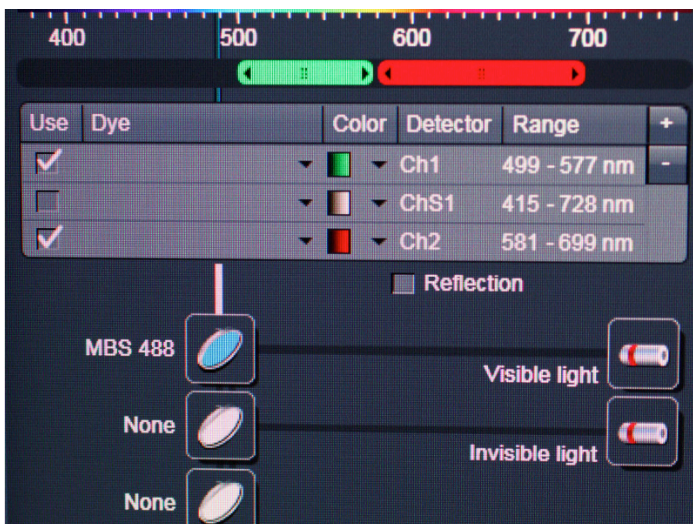 400 500 600 700
Use Dye Color Detector Range +
Ch1 499 - 577 nm -
ChS1 415 - 728 nm
Ch2 581 - 699 nm
Reflection
MBS 488
Visible light
None
Invisible light
None